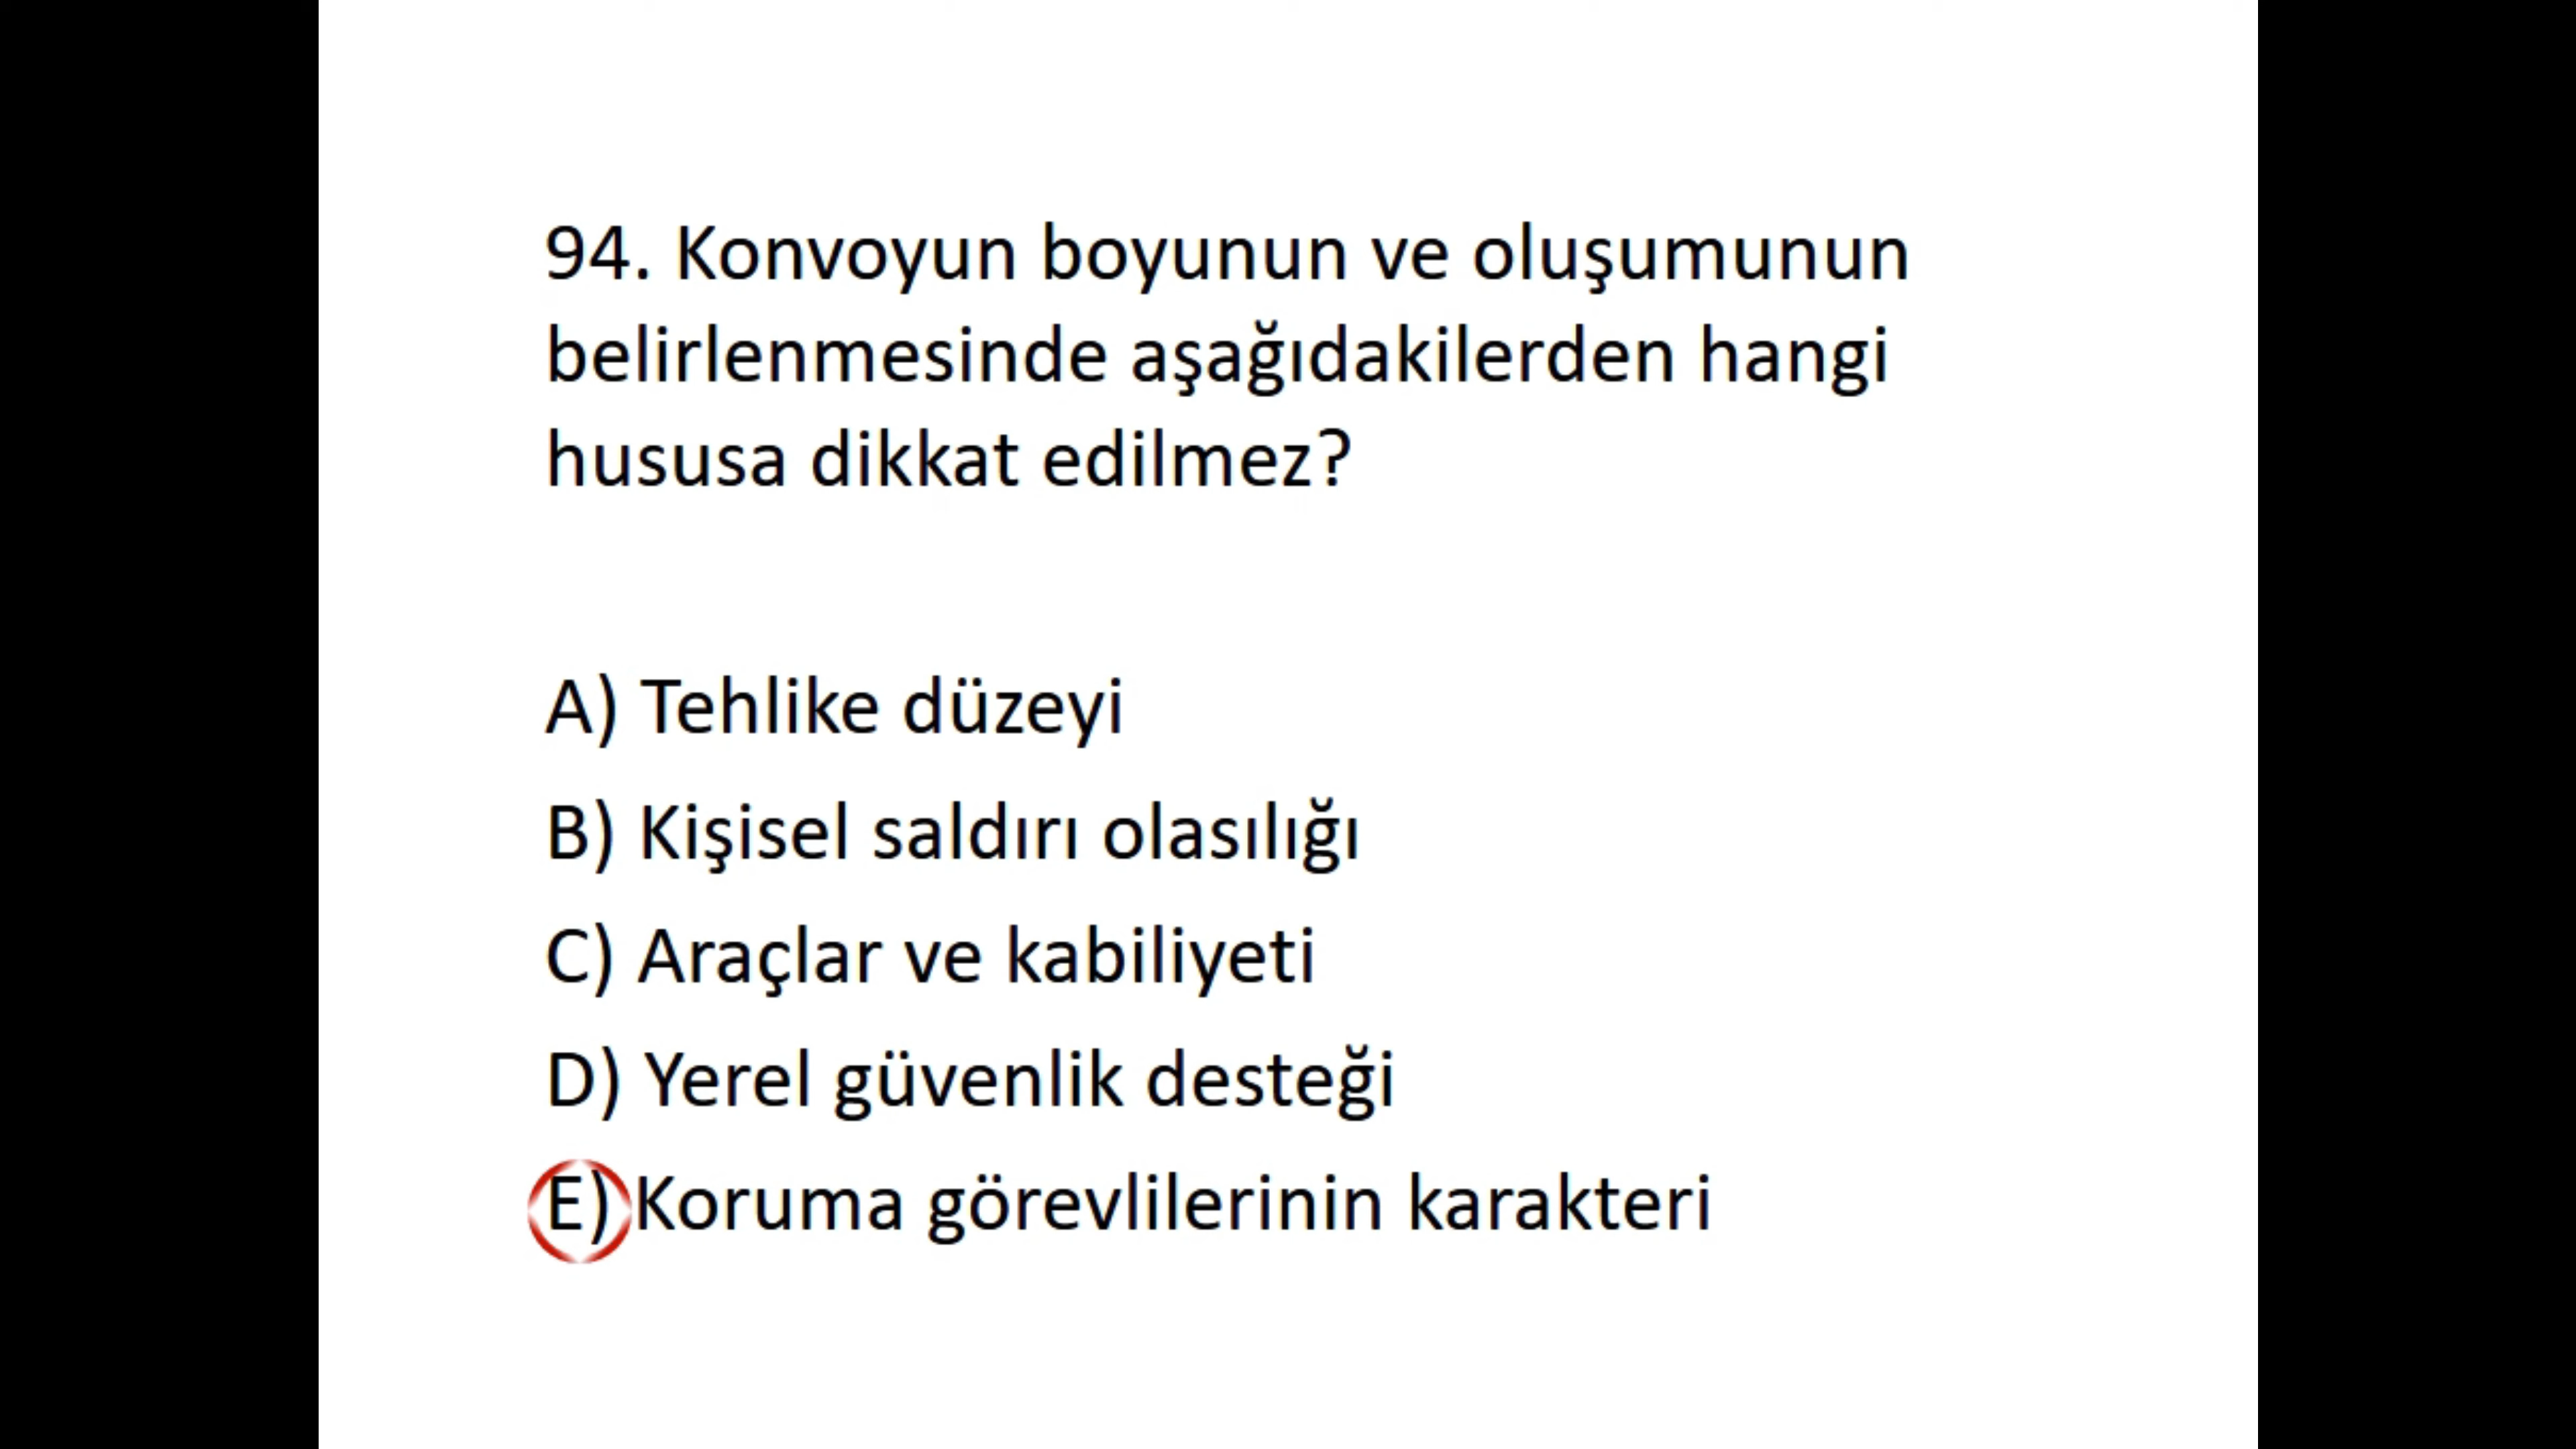 94. Konvoyun boyunun ve oluşumunun
belirlenmesinde aşağıdakilerden hangi
hususa dikkat edilmez?
A) Tehlike düzeyi
B) Kişisel saldırı olasılığı
C) Araçlar ve kabiliyeti
D) Yerel güvenlik desteği
E) Koruma görevlilerinin karakteri